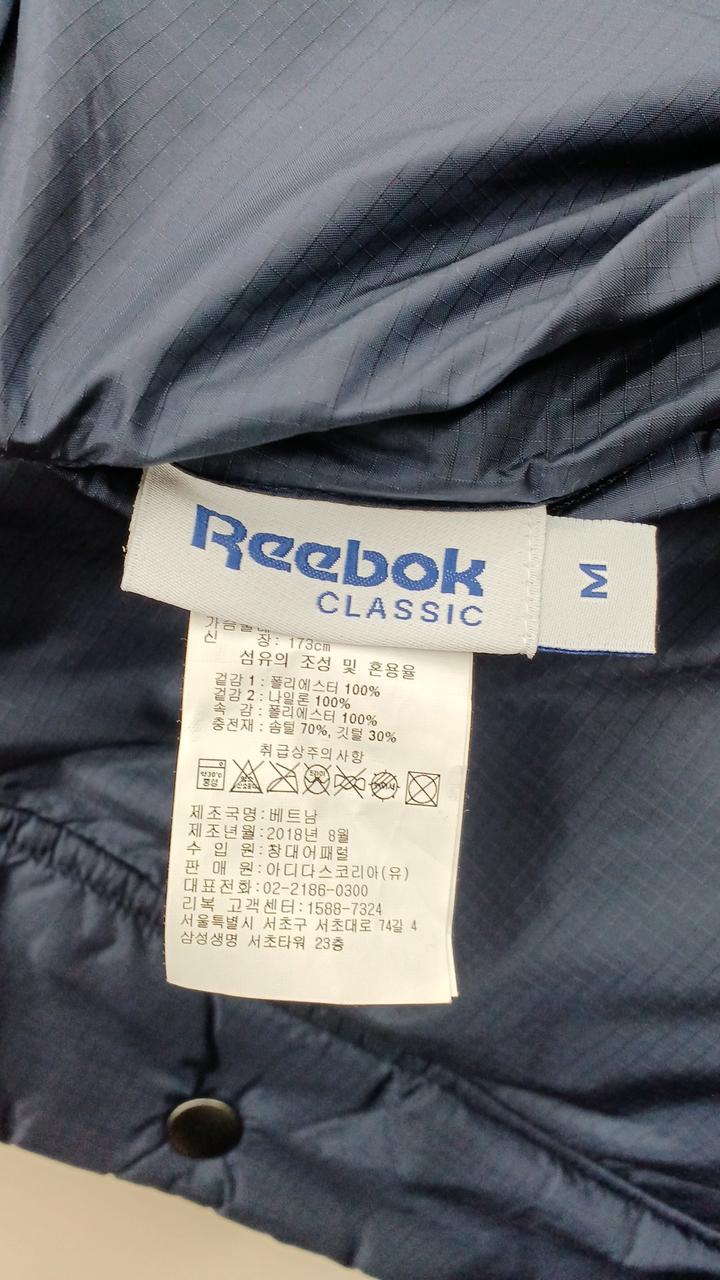 Reebok
CLASSIC
M
신 장: 173cm
섬유의 조성 및 혼용율
겉감 1 : 폴리에스터 100%
겉감 2 : 나일론 100%
속 감 : 폴리에스터 100%
충전재 : 솜털 70%, 깃털 30%
취급상주의사항
약30℃
중성
제조국명:베트남
제조년월:2018년 8월
수 입 원:창대어패럴
판 매 원:아디다스코리아(유)
대표전화:02-2186-0300
리복 고객센터:1588-7324
서울특별시 서초구 서초대로 74길 4
삼성생명 서초타워 23층